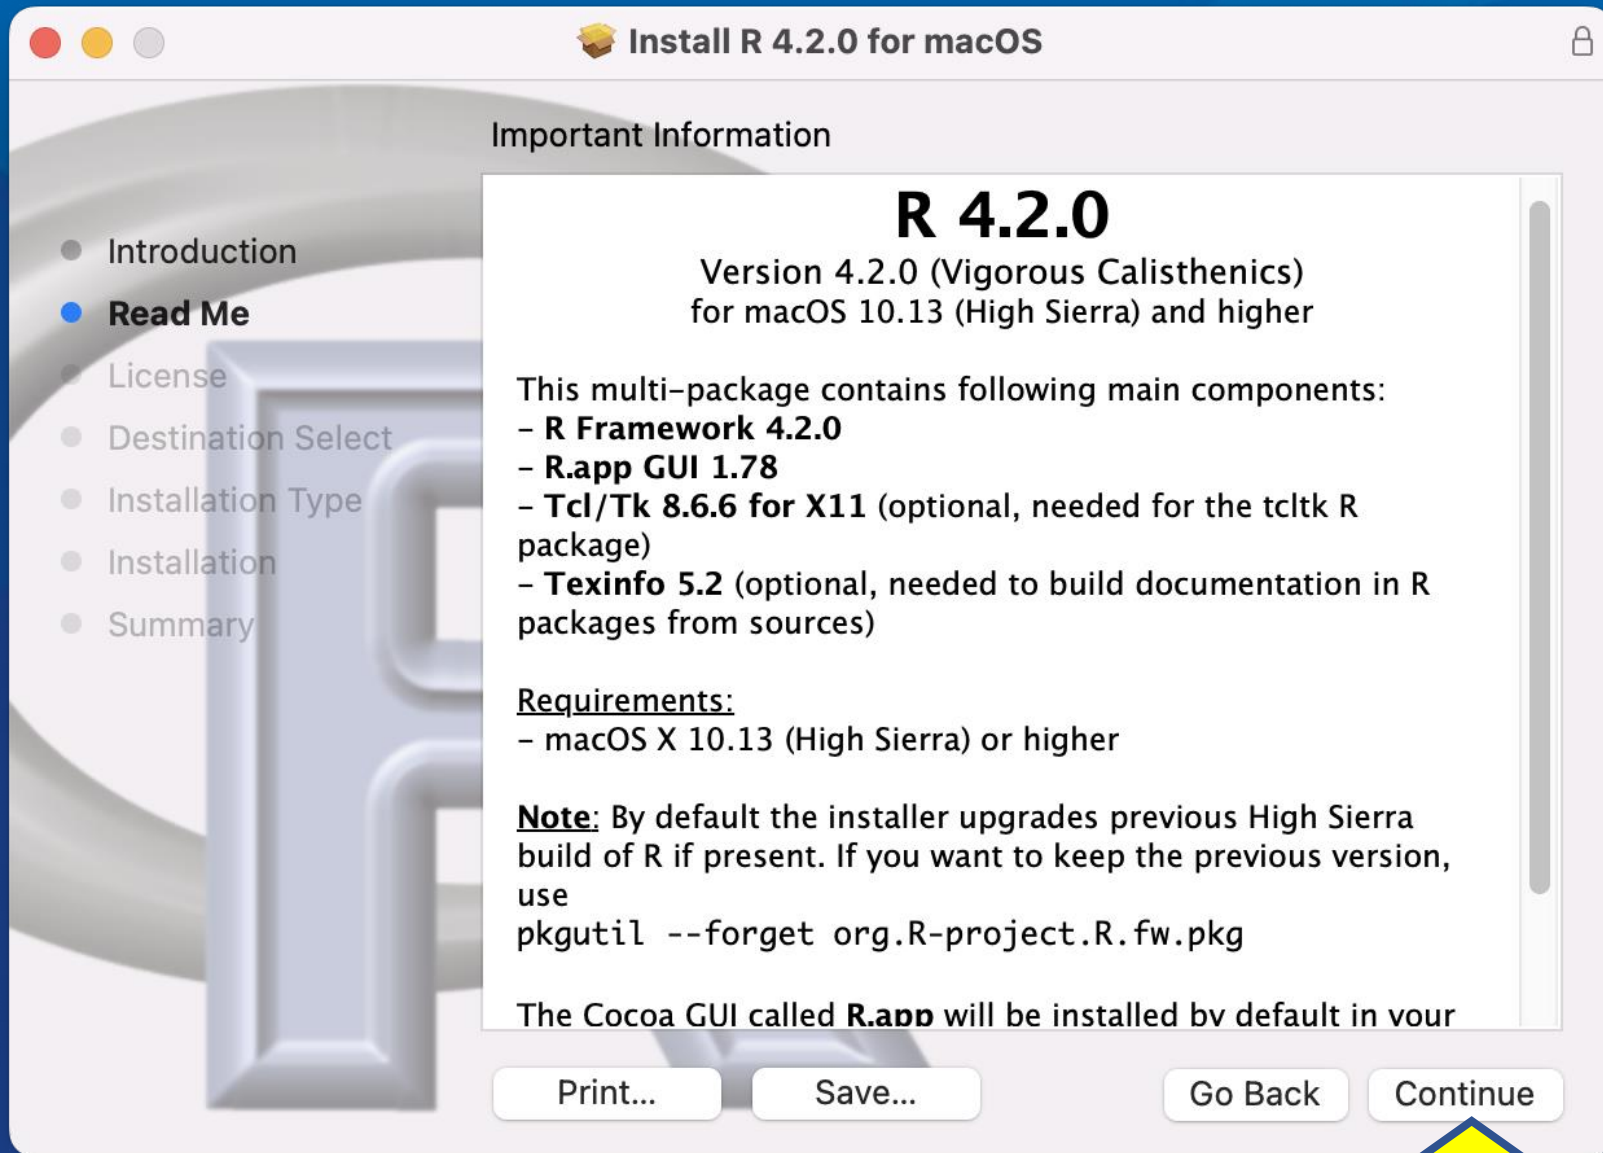 Install R 4.2.0 for macOS
Important Information
Introduction
Read Me
License
Destination Select
Installation Type
Installation
Summary
R 4.2.0
Version 4.2.0 (Vigorous Calisthenics)
for macOS 10.13 (High Sierra) and higher
This multi-package contains following main components:
- R Framework 4.2.0
- R.app GUI 1.78
- Tcl/Tk 8.6.6 for X11 (optional, needed for the tcltk R
package)
- Texinfo 5.2 (optional, needed to build documentation in R
packages from sources)
Requirements:
- macOS X 10.13 (High Sierra) or higher
Note: By default the installer upgrades previous High Sierra
build of R if present. If you want to keep the previous version,
use
pkgutil --forget org.R-project.R.fw.pkg
The Cocoa GUI called R.app will be installed by default in your
Print...
Save...
Go Back
Continue